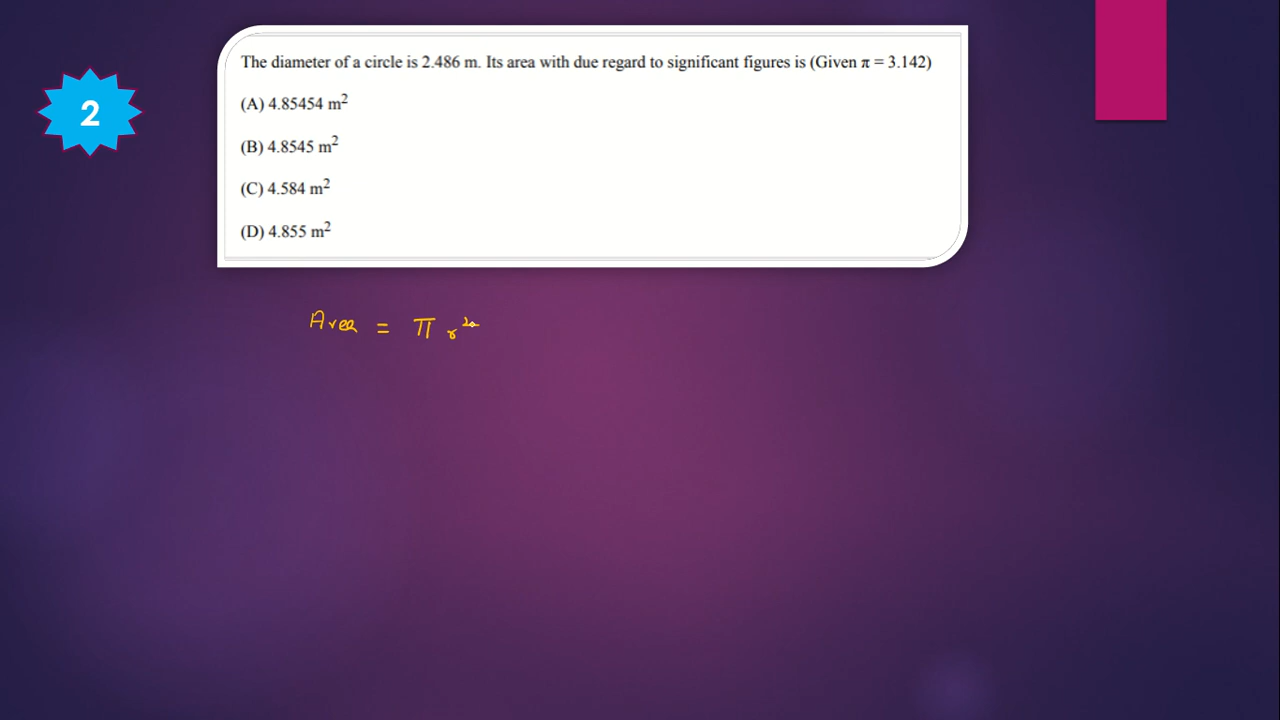 2
The diameter of a circle is 2.486 m. Its area with due regard to significant figures is (Given π = 3.142)
(A) 4.85454 m²
(B) 4.8545 m²
(C) 4.584 m²
(D) 4.855 m²
Area = π r²